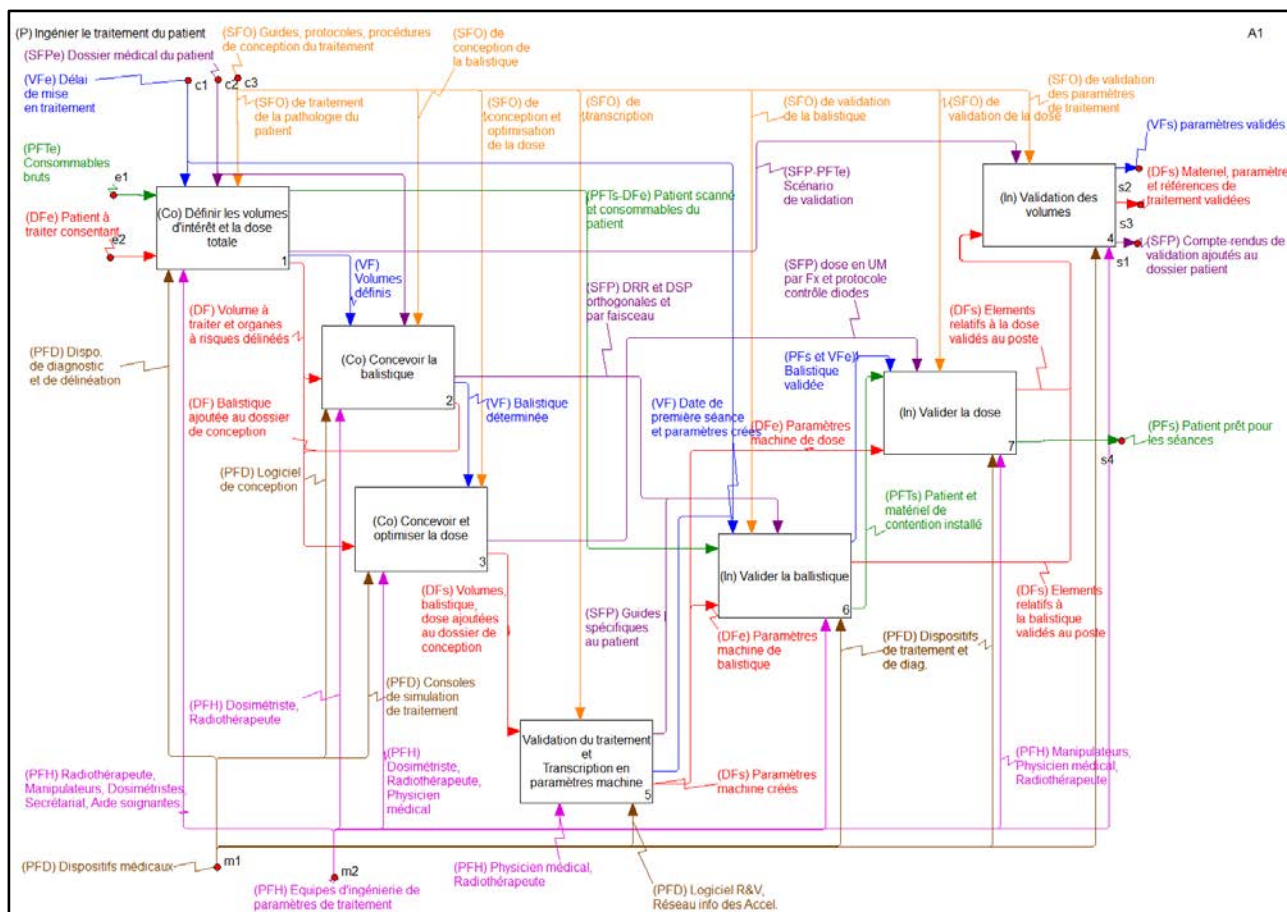 (P) Ingénier le traitement du patient
A1
(SFPe) Dossier médical du patient
(SFO) Guides, protocoles, procédures
de conception du traitement
(SFO)
de conception de
la balistique
(VFe) Délai
de mise
en traitement
c1
c2
c3
(SFO) de traitement
de la pathologie du
patient
(SFO) de
conception et
optimisation
de la dose
(SFO) de
transcription
(SFO) de validation
de la balistique
(SFO) de
validation de la dose
(SFO) de validation
des paramètres
de traitement
(VFs) paramètres validés
s2
(PFTe)
Consommables
bruts
e1
(DFe) Patient à
traiter consentant
e2
(Co) Définir les volumes
d'intérêt et la dose
totale
1
(PFTs-DFe) Patient scanné
et consommables du
patient
(SFP-PFTe)
Scénario
de validation
(In) Validation des
volumes
4
(DFs) Materiel, paramètre
et références de
traitement validées
s3
(SFP) Compte-rendus de
validation ajoutés au
dossier patient
s1
(VF)
Volumes
définis
(DF) Volume à
traiter et organes
à risques délinéés
(SFP) DRR et DSP
orthogonales et
par faisceau
(SFP) dose en UM
par Fx et protocole
contrôle diodes
(DFs) Elements
relatifs à la dose
validés au poste
(PFD) Dispo.
de diagnostic
et de délinéation
(Co) Concevoir la
balistique
2
(PFs et VFe)
Balistique
validée
(In) Valider la dose
7
(DF) Balistique
ajoutée au dossier
de conception
(VF) Balistique
déterminée
(VF) Date de
première séance
et paramètres crées
(DFe) Paramètres
machine de dose
(PFs) Patient prêt pour
les séances
s4
(PFD) Logiciel
de conception
(Co) Concevoir et
optimiser la dose
3
(PFTs) Patient et
matériel de
contention installé
(In) Valider la ballistique
6
(DFs) Volumes,
balistique,
dose ajoutées
au dossier de
conception
(SFP) Guides
spécifiques
au patient
(DFe) Paramètres
machine de
balistique
(PFD) Dispositifs
de traitement et
de diag.
(DFs) Elements
relatifs à
la balistique
validés au poste
(PFH) Dosimétriste,
Radiothérapeute
(PFD) Consoles
de simulation
de traitement
Validation du traitement
et
Transcription en
paramètres machine
5
(PFH) Radiothérapeute,
Manipulateurs, Dosimétristes,
Secrétariat, Aide soignantes.
(PFH)
Dosimétriste,
Radiothérapeute,
Physicien
médical
(DFs) Paramètres
machine créés
(PFH) Manipulateurs,
Physicien médical,
Radiothérapeute
(PFD) Dispositifs médicaux
m1
m2
(PFH) Equipes d'ingénierie de
paramètres de traitement
(PFH) Physicien médical,
Radiothérapeute
(PFD) Logiciel R&V,
Réseau info des Accel.